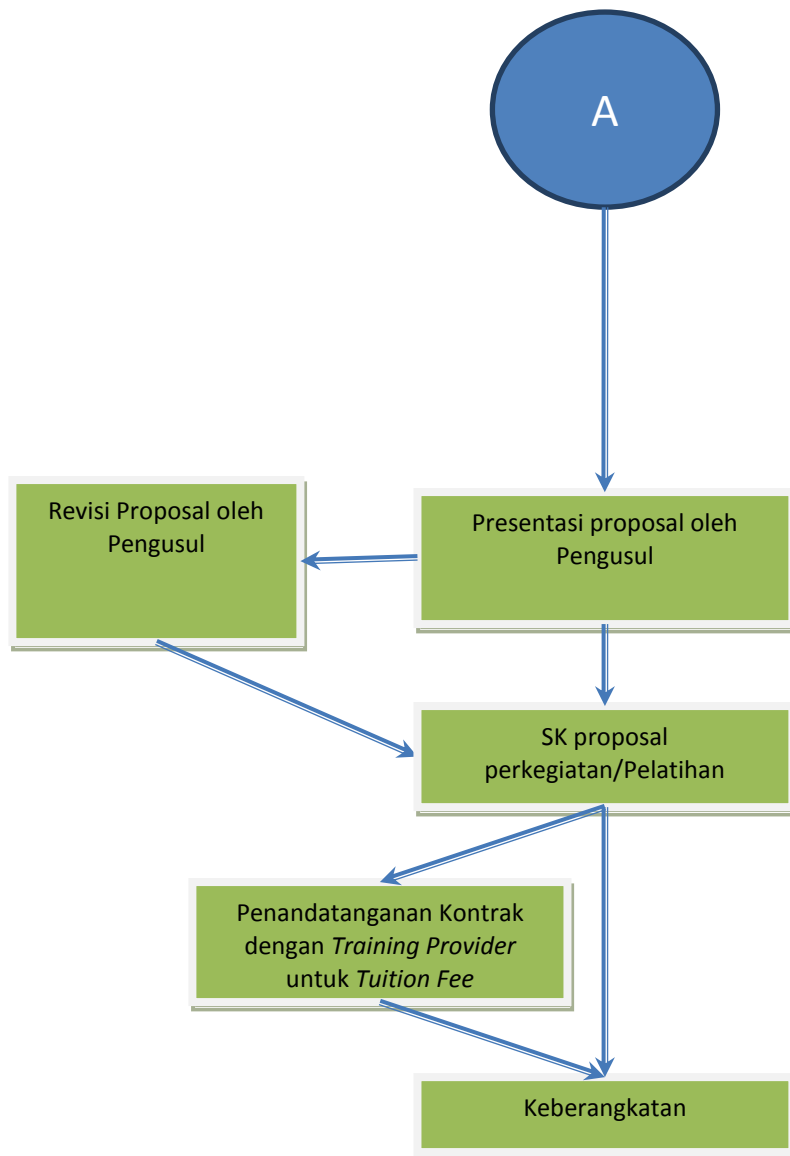 A
Revisi Proposal oleh
Pengusul
Presentasi proposal oleh
Pengusul
SK proposal
perkegiatan/Pelatihan
Penandatanganan Kontrak
dengan Training Provider
untuk Tuition Fee
Keberangkatan